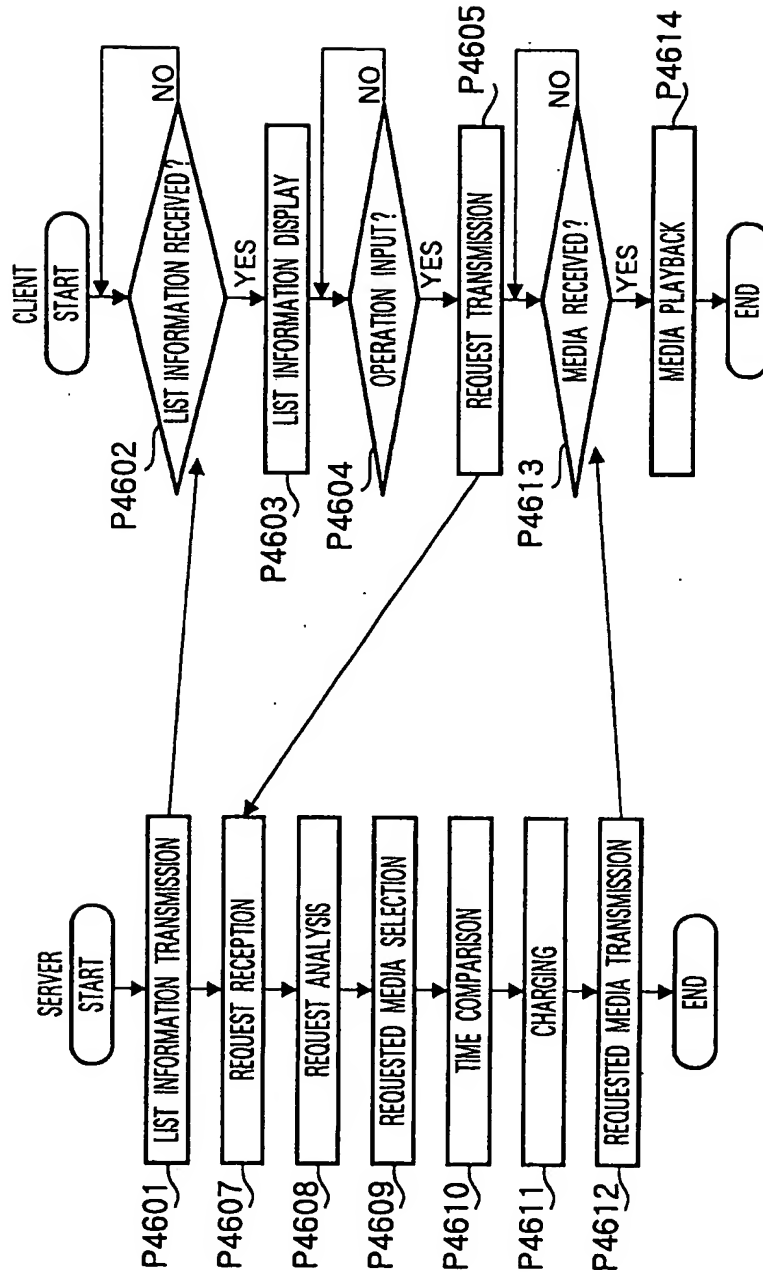 SERVER
START
P4601
LIST INFORMATION TRANSMISSION
P4607
REQUEST RECEPTION
P4608
REQUEST ANALYSIS
P4609
REQUESTED MEDIA SELECTION
P4610
TIME COMPARISON
P4611
CHARGING
P4612
REQUESTED MEDIA TRANSMISSION
END
CLIENT
START
P4602
LIST INFORMATION RECEIVED?
NO
YES
P4603
LIST INFORMATION DISPLAY
P4604
OPERATION INPUT?
NO
YES
P4605
REQUEST TRANSMISSION
P4613
MEDIA RECEIVED?
NO
YES
P4614
MEDIA PLAYBACK
END